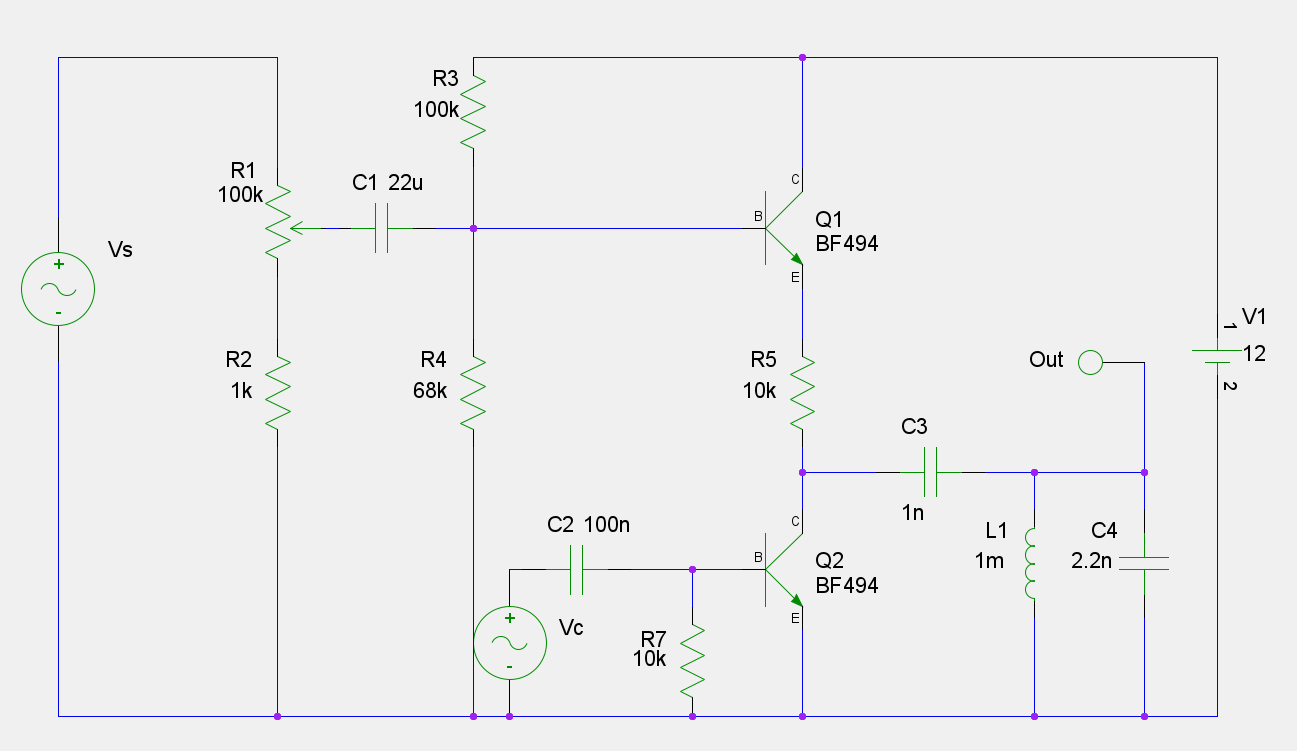 R3
100k
R1
100k
C1 22u
C
B
Q1
BF494
E
Vs
+
-
V1
1
12
2
R2
1k
R4
68k
R5
10k
Out
C3
1n
C2 100n
C
B
Q2
BF494
E
L1
1m
C4
2.2n
+
-
Vc
R7
10k